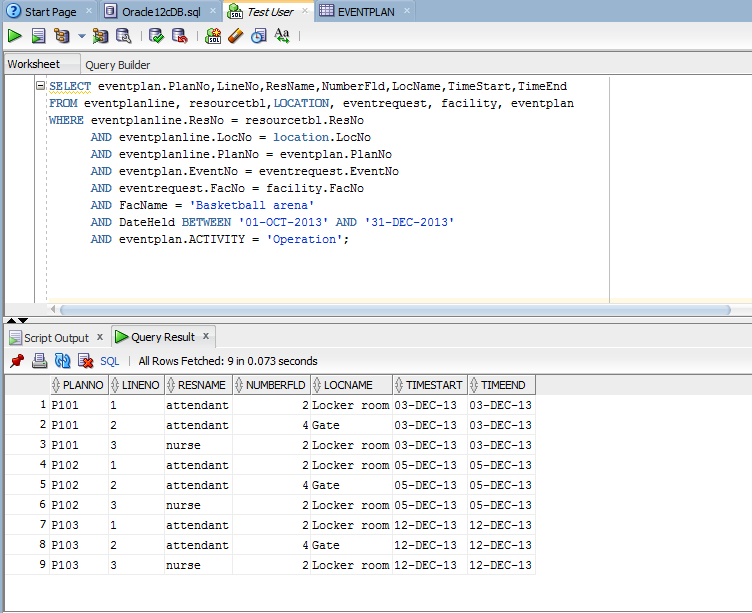 Start Page Oracle12cDB.sql Test User EVENTPLAN
SQL SQL Aa
Worksheet Query Builder
SELECT eventplan.PlanNo,LineNo,ResName,NumberFld,LocName,TimeStart,TimeEnd
FROM eventplanline, resourcetbl,LOCATION, eventrequest, facility, eventplan
WHERE eventplanline.ResNo = resourcetbl.ResNo
AND eventplanline.LocNo = location.LocNo
AND eventplanline.PlanNo = eventplan.PlanNo
AND eventplan.EventNo = eventrequest.EventNo
AND eventrequest.FacNo = facility.FacNo
AND FacName = 'Basketball arena'
AND DateHeld BETWEEN '01-OCT-2013' AND '31-DEC-2013'
AND eventplan.ACTIVITY = 'Operation';
Script Output x Query Result x
SQL | All Rows Fetched: 9 in 0.073 seconds
PLANNO LINENO RESNAME NUMBERFLD LOCNAME TIMESTART TIMEEND
1 P101 1 attendant 2 Locker room 03-DEC-13 03-DEC-13
2 P101 2 attendant 4 Gate 03-DEC-13 03-DEC-13
3 P101 3 nurse 2 Locker room 03-DEC-13 03-DEC-13
4 P102 1 attendant 2 Locker room 05-DEC-13 05-DEC-13
5 P102 2 attendant 4 Gate 05-DEC-13 05-DEC-13
6 P102 3 nurse 2 Locker room 05-DEC-13 05-DEC-13
7 P103 1 attendant 2 Locker room 12-DEC-13 12-DEC-13
8 P103 2 attendant 4 Gate 12-DEC-13 12-DEC-13
9 P103 3 nurse 2 Locker room 12-DEC-13 12-DEC-13